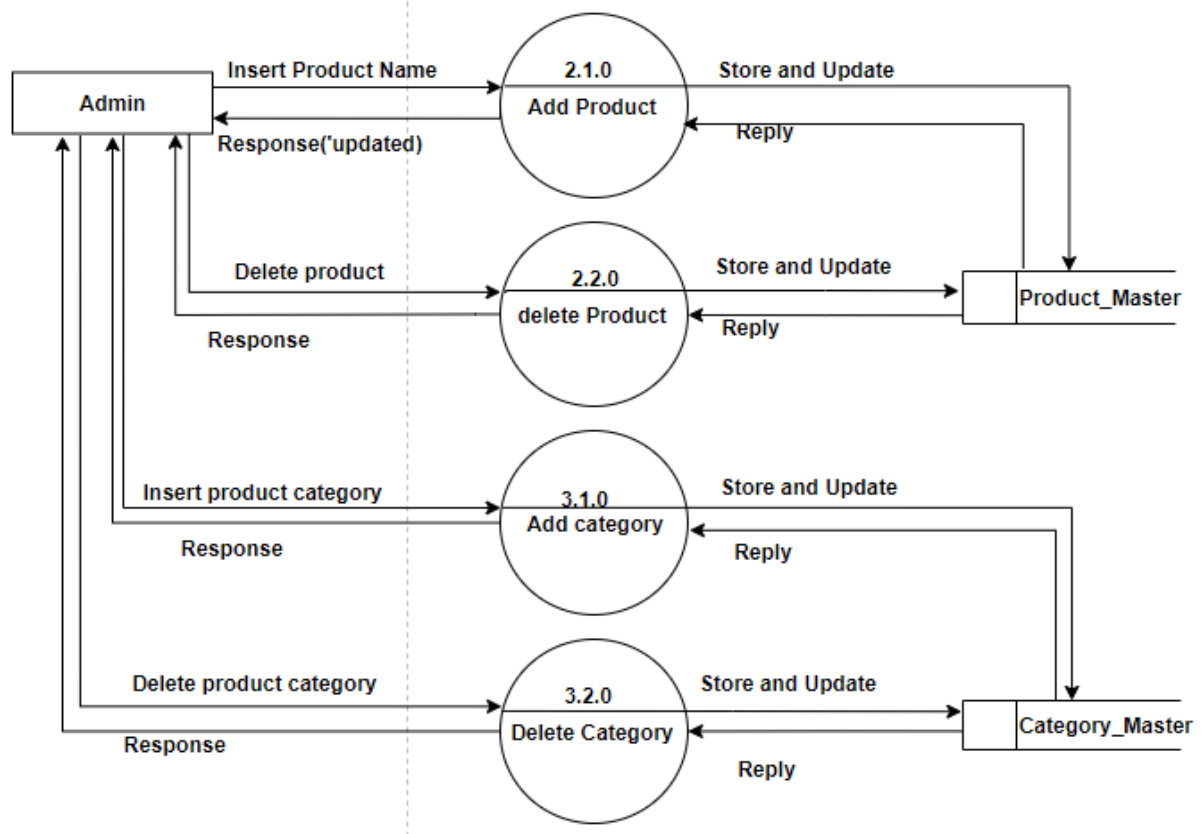 Insert Product Name
2.1.0
Store and Update
Admin
Add Product
Response("updated)
Reply
Delete product
2.2.0
Store and Update
Product_Master
delete Product
Response
Reply
Insert product category
3.1.0
Store and Update
Add category
Response
Reply
Delete product category
3.2.0
Store and Update
Category_Master
Delete Category
Response
Reply